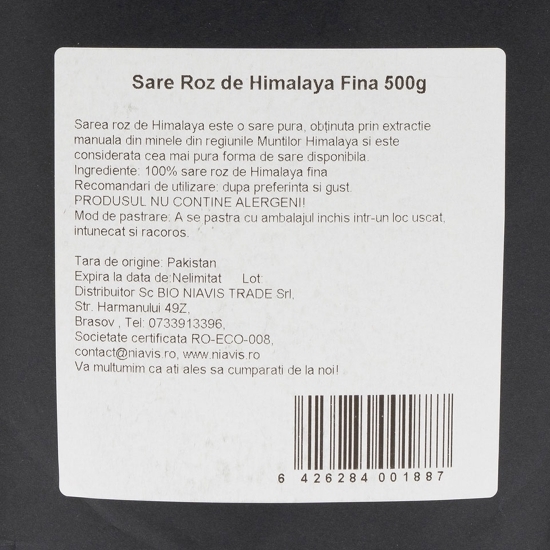 Sare Roz de Himalaya Fina 500g
Sarea roz de Himalaya este o sare pura, obținuta prin extractie
manuala din minele din regiunile Muntilor Himalaya si este
considerata cea mai pura forma de sare disponibila.
Ingrediente: 100% sare roz de Himalaya fina
Recomandari de utilizare: dupa preferinta si gust.
PRODUSUL NU CONTINE ALERGENI!
Mod de pastrare: A se pastra cu ambalajul inchis intr-un loc uscat,
intunecat si racoros.
Tara de origine: Pakistan
Expira la data de:Nelimitat Lot:
Distribuitor Sc BIO NIAVIS TRADE Srl,
Str. Harmanului 49Z,
Brasov , Tel: 0733913396,
Societate certificata RO-ECO-008,
contact@niavis.ro, www.niavis.ro
Va multumim ca ati ales sa cumparati de la noi!
6 426284 001887